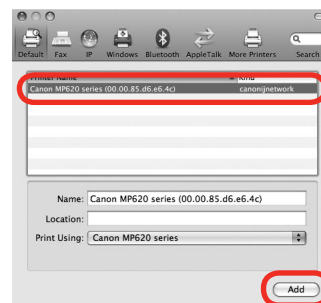 Default Fax IP Windows Bluetooth AppleTalk More Printers Search
Printer Name Kind
Canon MP620 series (00.00.85.d6.e6.4c) canonijnetwork
Name: Canon MP620 series (00.00.85.d6.e6.4c)
Location:
Print Using: Canon MP620 series
Add